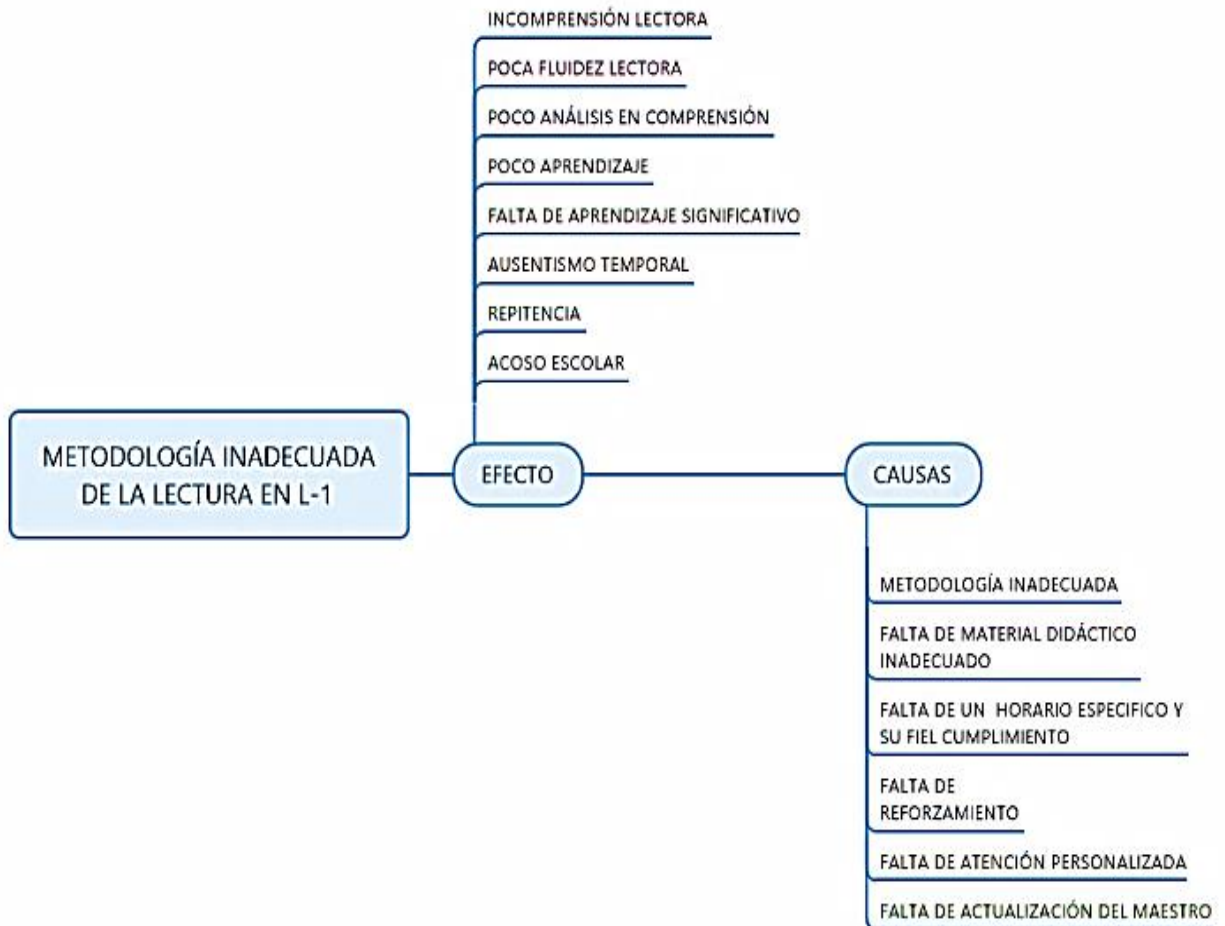 INCOMPRENSIÓN LECTORA
POCA FLUIDEZ LECTORA
POCO ANÁLISIS EN COMPRENSIÓN
POCO APRENDIZAJE
FALTA DE APRENDIZAJE SIGNIFICATIVO
AUSENTISMO TEMPORAL
REPITENCIA
ACOSO ESCOLAR
METODOLOGÍA INADECUADA
DE LA LECTURA EN L-1
EFECTO
CAUSAS
METODOLOGÍA INADECUADA
FALTA DE MATERIAL DIDÁCTICO
INADECUADO
FALTA DE UN HORARIO ESPECIFICO Y
SU FIEL CUMPLIMIENTO
FALTA DE
REFORZAMIENTO
FALTA DE ATENCIÓN PERSONALIZADA
FALTA DE ACTUALIZACIÓN DEL MAESTRO